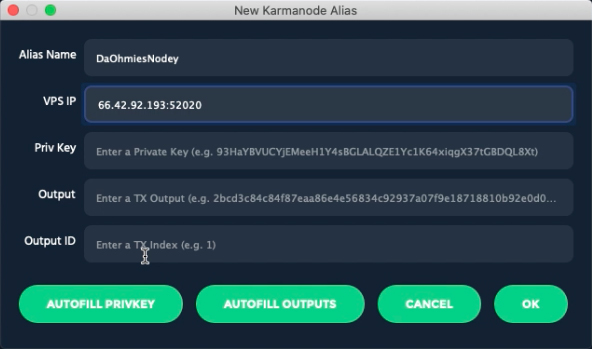 New Karmanode Alias
Alias Name DaOhmiesNodey
VPS IP 66.42.92.193:52020
Priv Key Enter a Private Key (e.g. 93HaYBVUCYjEMeeH1Y4sBGLALQZE1Yc1K64xiqgX37tGBDQL8Xt)
Output Enter a TX Output (e.g. 2bcd3c84c84f87eaa86e4e56834c92937a07f9e18718810b92e0d0...
Output ID Enter a TX Index (e.g. 1)
AUTOFILL PRIVKEY AUTOFILL OUTPUTS CANCEL OK